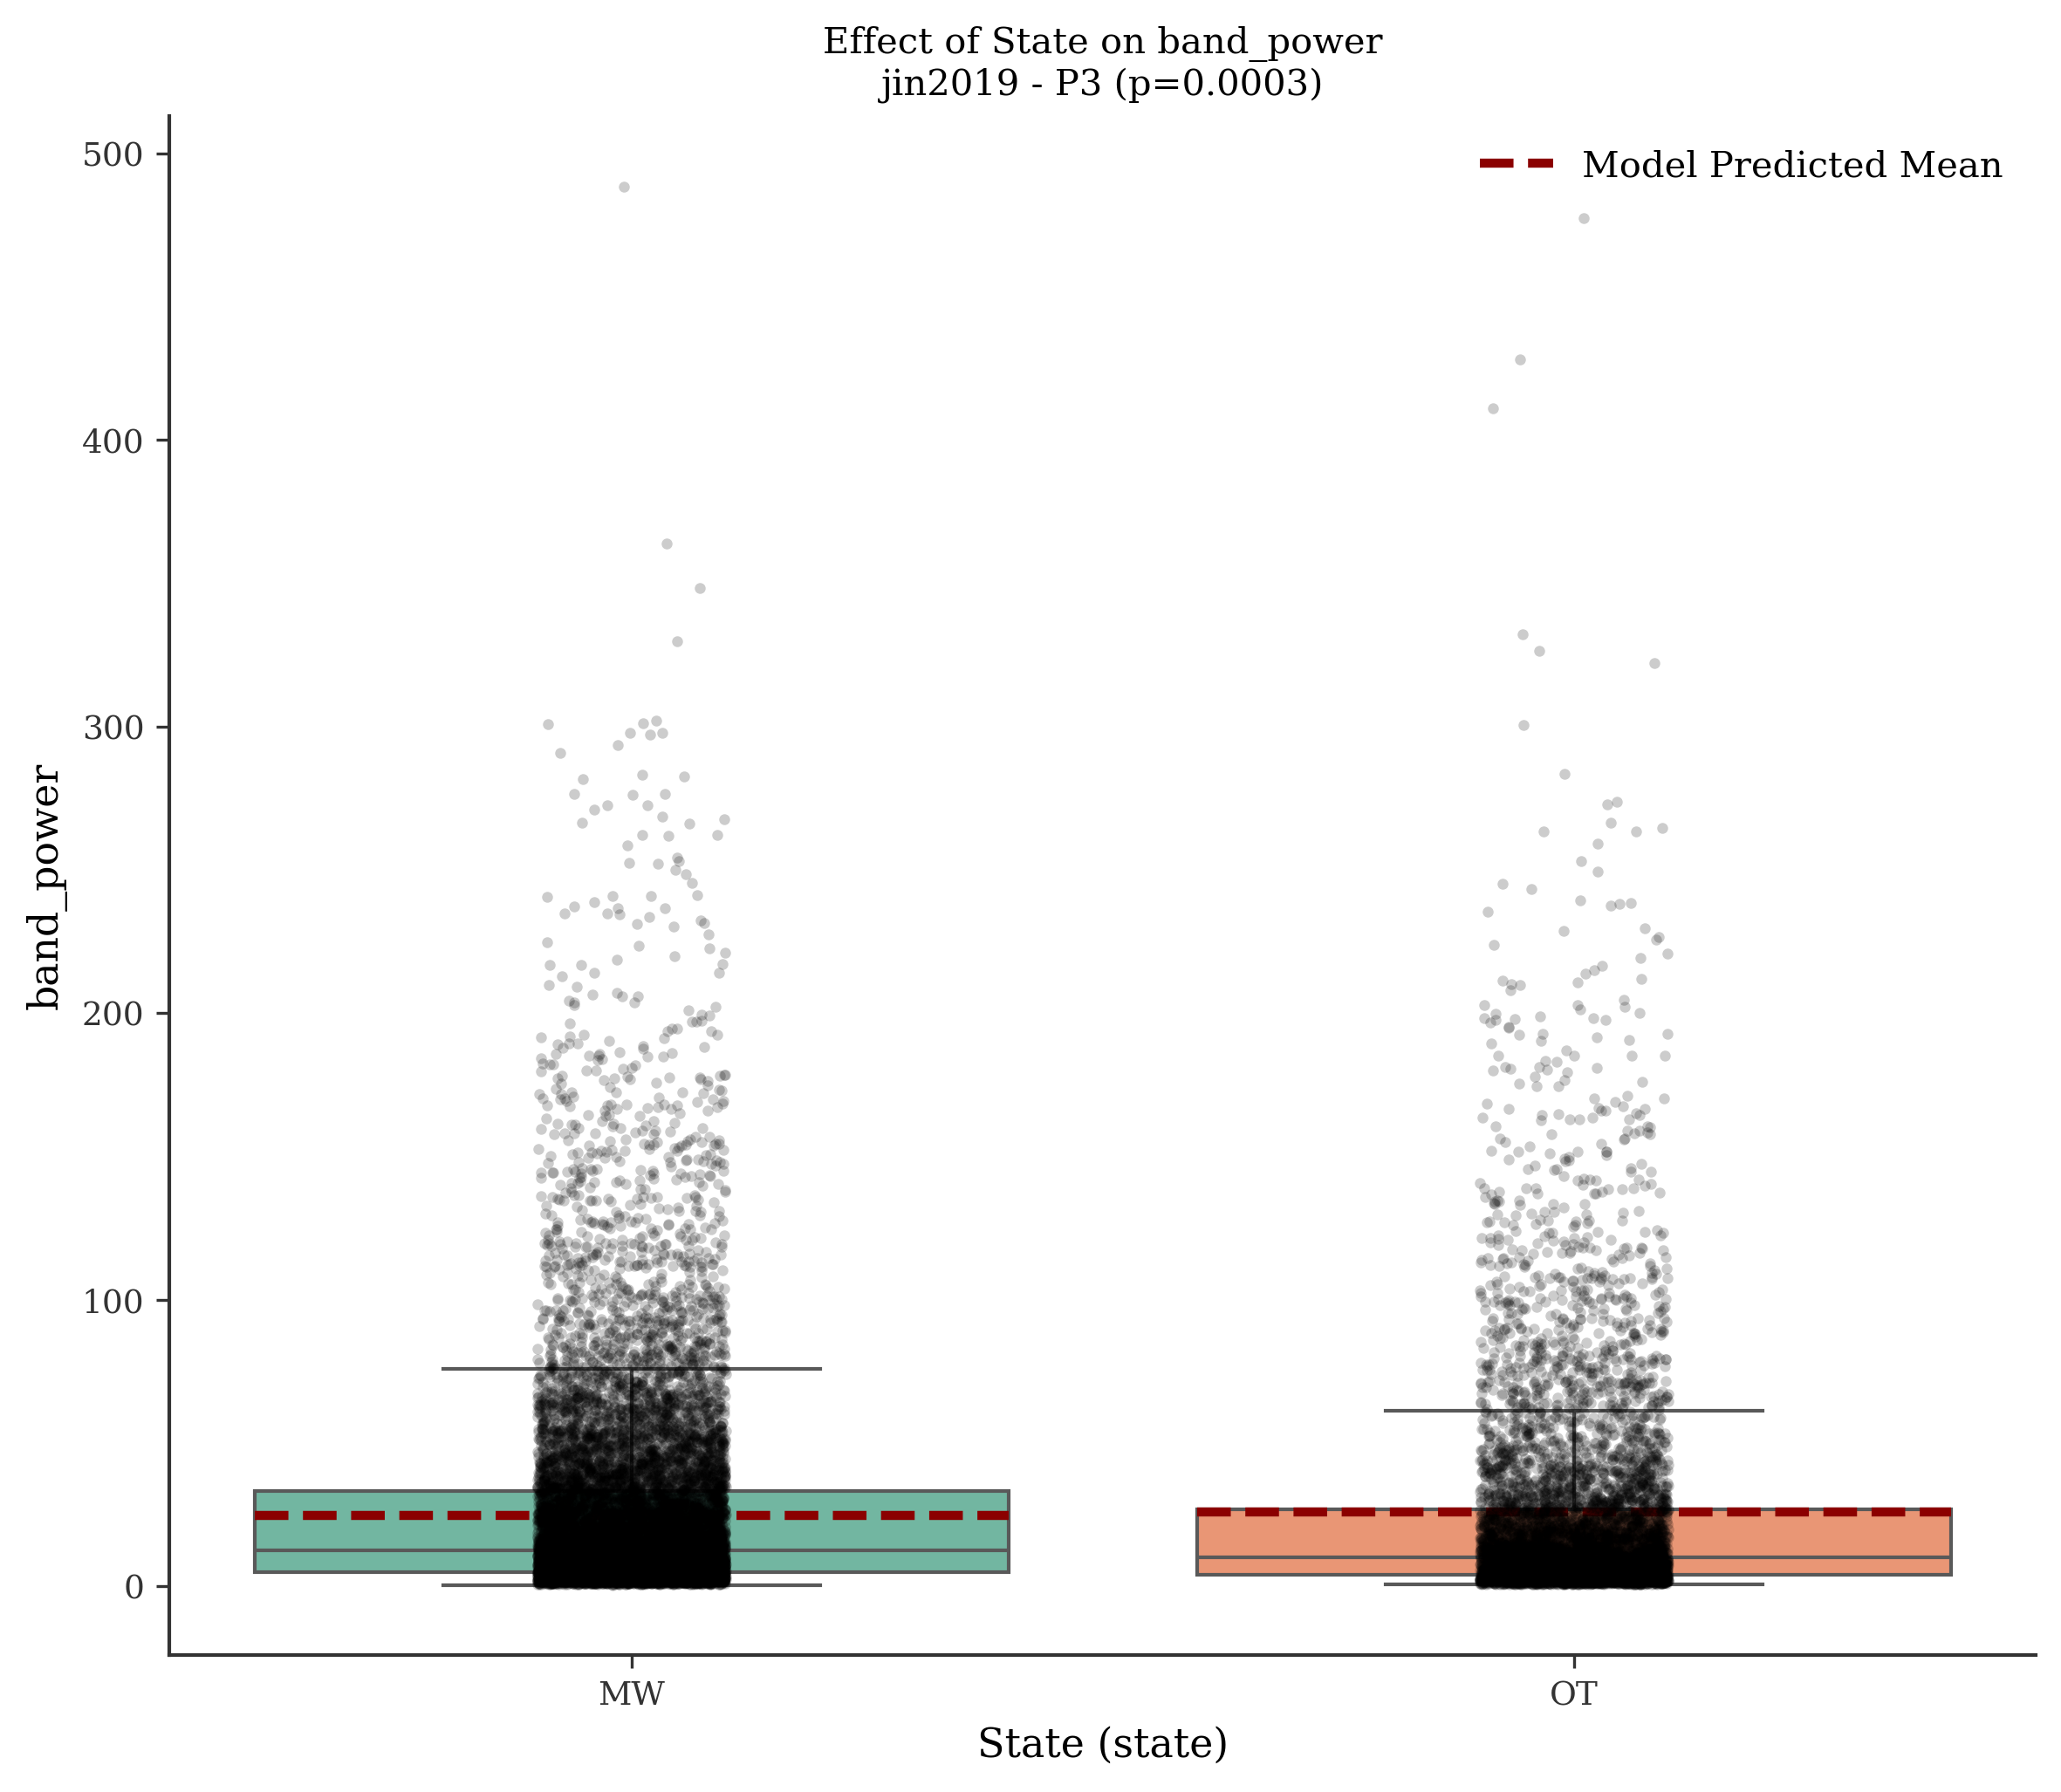 Effect of State on band_power
jin2019 - P3 (p=0.0003)
Model Predicted Mean
500
400
300
200
100
0
band_power
MW
OT
State (state)